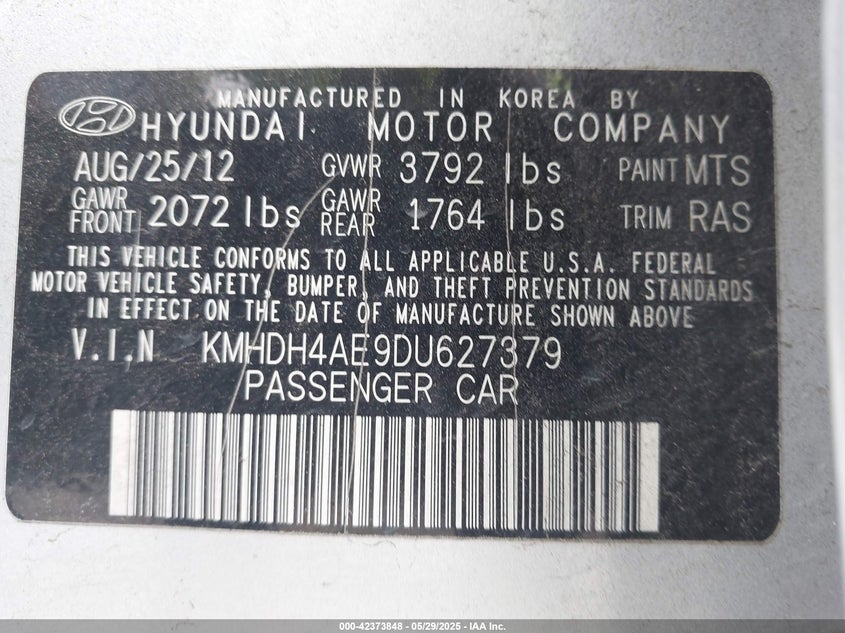 MANUFACTURED IN KOREA BY
HYUNDAI MOTOR COMPANY
AUG/25/12 GVWR 3792 lbs PAINT MTS
GAWR FRONT 2072 lbs GAWR REAR 1764 lbs TRIM RAS
THIS VEHICLE CONFORMS TO ALL APPLICABLE U.S.A. FEDERAL
MOTOR VEHICLE SAFETY, BUMPER, AND THEFT PREVENTION STANDARDS
IN EFFECT ON THE DATE OF MANUFACTURE SHOWN ABOVE
V.I.N KMHDH4AE9DU627379
PASSENGER CAR
000-42373848 - 05/29/2025 - IAA Inc.